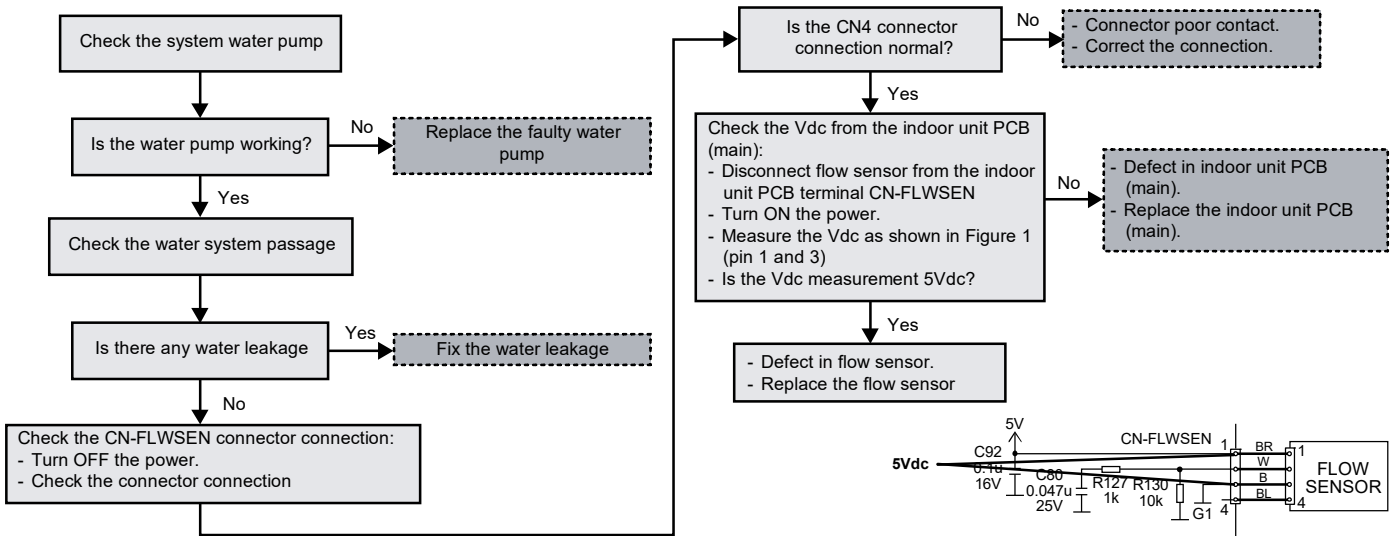 Check the system water pump
Is the water pump working?
No
Replace the faulty water
pump
Yes
Check the water system passage
Is there any water leakage
Yes
Fix the water leakage
No
Check the CN-FLWSEN connector connection:
- Turn OFF the power.
- Check the connector connection
Is the CN4 connector
connection normal?
No
- Connector poor contact.
- Correct the connection.
Yes
Check the Vdc from the indoor unit PCB
(main):
- Disconnect flow sensor from the indoor
unit PCB terminal CN-FLWSEN
- Turn ON the power.
- Measure the Vdc as shown in Figure 1
(pin 1 and 3)
- Is the Vdc measurement 5Vdc?
No
- Defect in indoor unit PCB
(main).
- Replace the indoor unit PCB
(main).
Yes
- Defect in flow sensor.
- Replace the flow sensor
5V
C92
0.1u
16V
5Vdc
C80
0.047u
25V
R127
1k
R130
10k
G1
CN-FLWSEN
1
4
BR
W
B
BL
1
4
FLOW
SENSOR